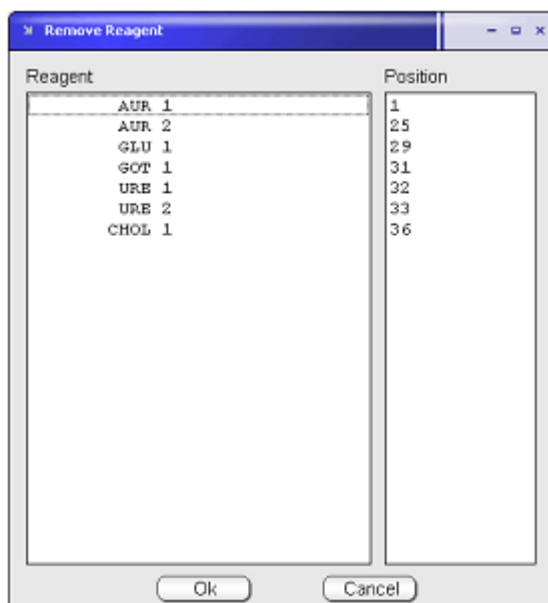 Remove Reagent
Reagent Position
AUR 1 1
AUR 2 25
GLU 1 29
GOT 1 31
URE 1 32
URE 2 33
CHOL 1 36
Ok Cancel